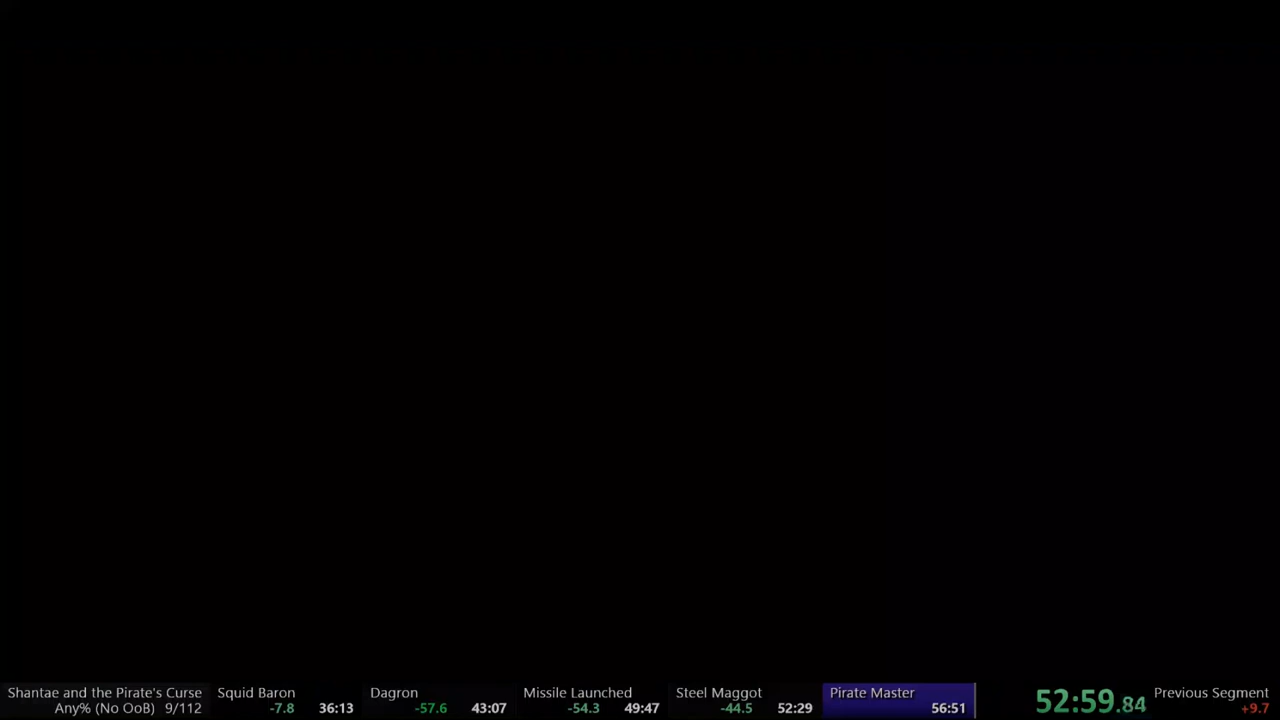 Shantae and the Pirate's Curse
Any% (No OoB) 9/112
Squid Baron
-7.8 36:13
Dagron
-57.6 43:07
Missile Launched
-54.3 49:47
Steel Maggot
-44.5 52:29
Pirate Master
56:51
52:59.84
Previous Segment
+9.7